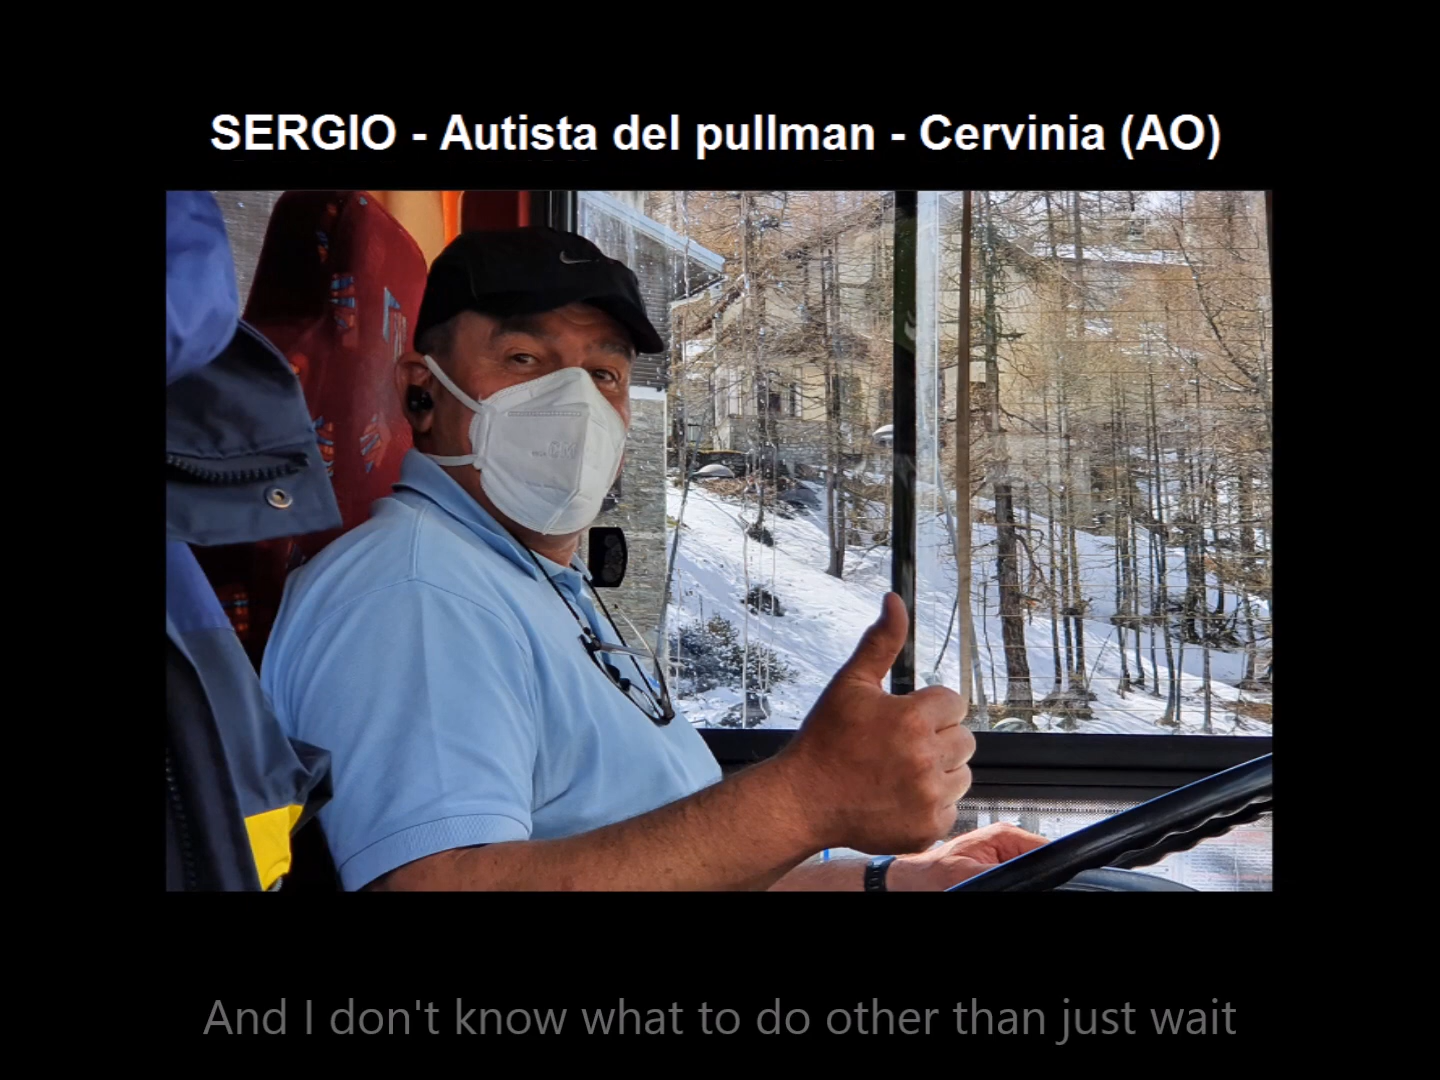 SERGIO - Autista del pullman - Cervinia (AO)
And I don't know what to do other than just wait